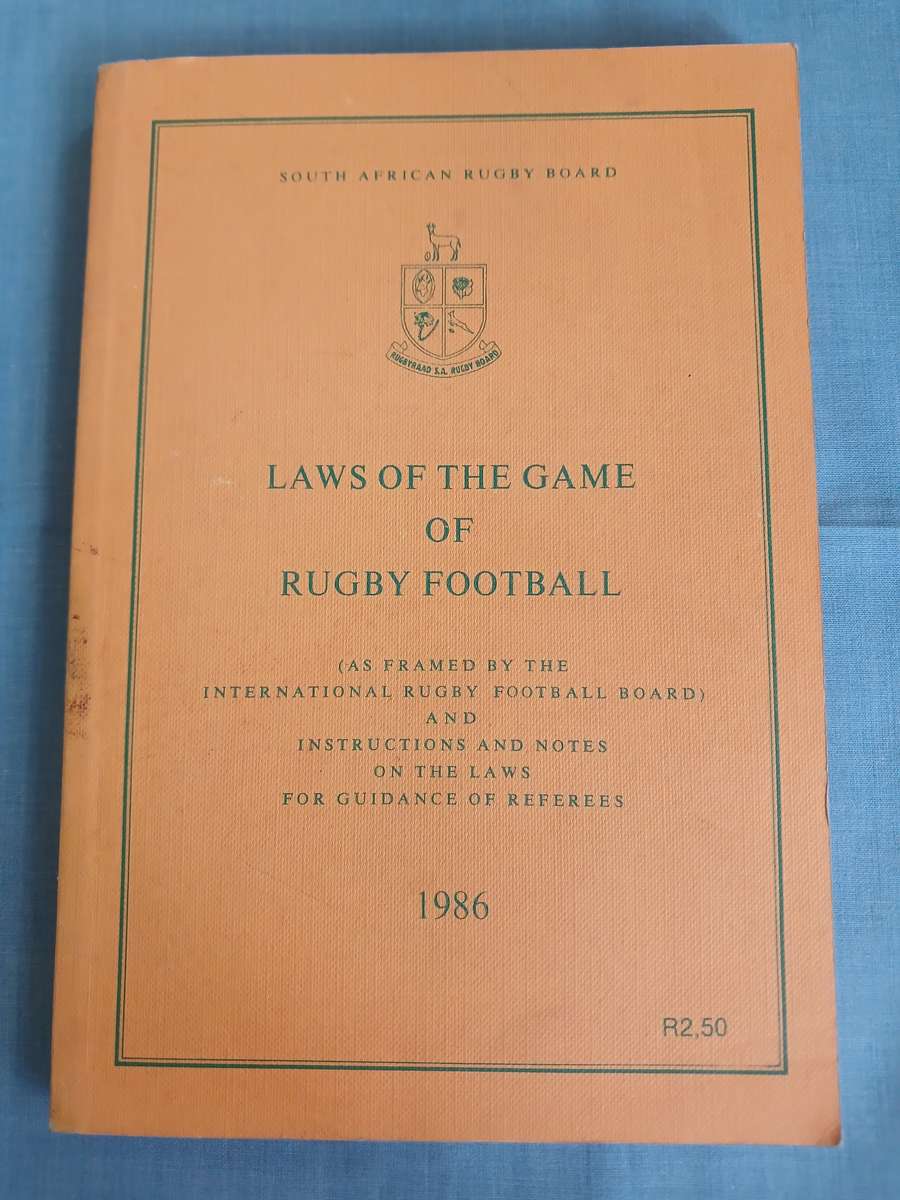 SOUTH AFRICAN RUGBY BOARD
RUGBYRAAD S.A. RUGBY BOARD
LAWS OF THE GAME
OF
RUGBY FOOTBALL
(AS FRAMED BY THE
INTERNATIONAL RUGBY FOOTBALL BOARD)
AND
INSTRUCTIONS AND NOTES
ON THE LAWS
FOR GUIDANCE OF REFEREES
1986
R2,50